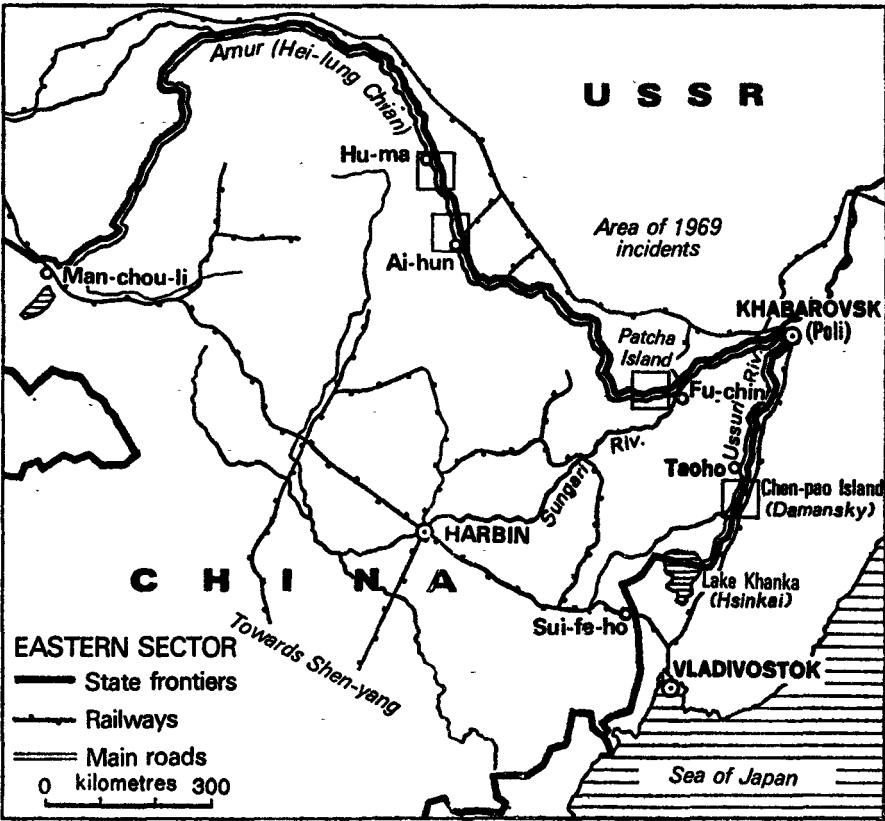 Amur (Hei-lung Chian)
USSR
Hu-ma
Area of 1969
incidents
Ai-hun
Man-chou-li
KHABAROVSK
(Poli)
Patcha
Island
Fu-chin
Ussuri Riv.
Riv.
Sungari
Taoho
Chen-pao Island
(Damansky)
HARBIN
CHINA
Lake Khanka
(Hsinkai)
Sui-fe-ho
Towards Shen-yang
VLADIVOSTOK
EASTERN SECTOR
State frontiers
Railways
Main roads
0 kilometres 300
Sea of Japan